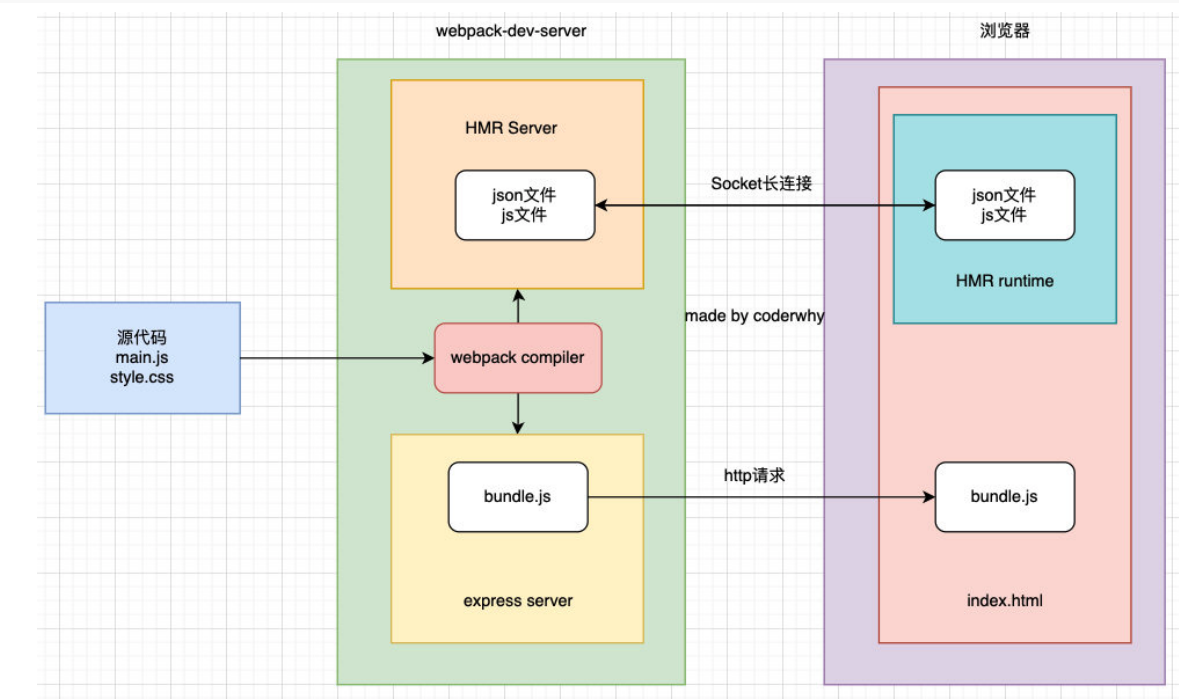 webpack-dev-server
浏览器
HMR Server
json文件
js文件
Socket长连接
json文件
js文件
HMR runtime
made by coderwhy
源代码
main.js
style.css
webpack compiler
bundle.js
http请求
bundle.js
express server
index.html